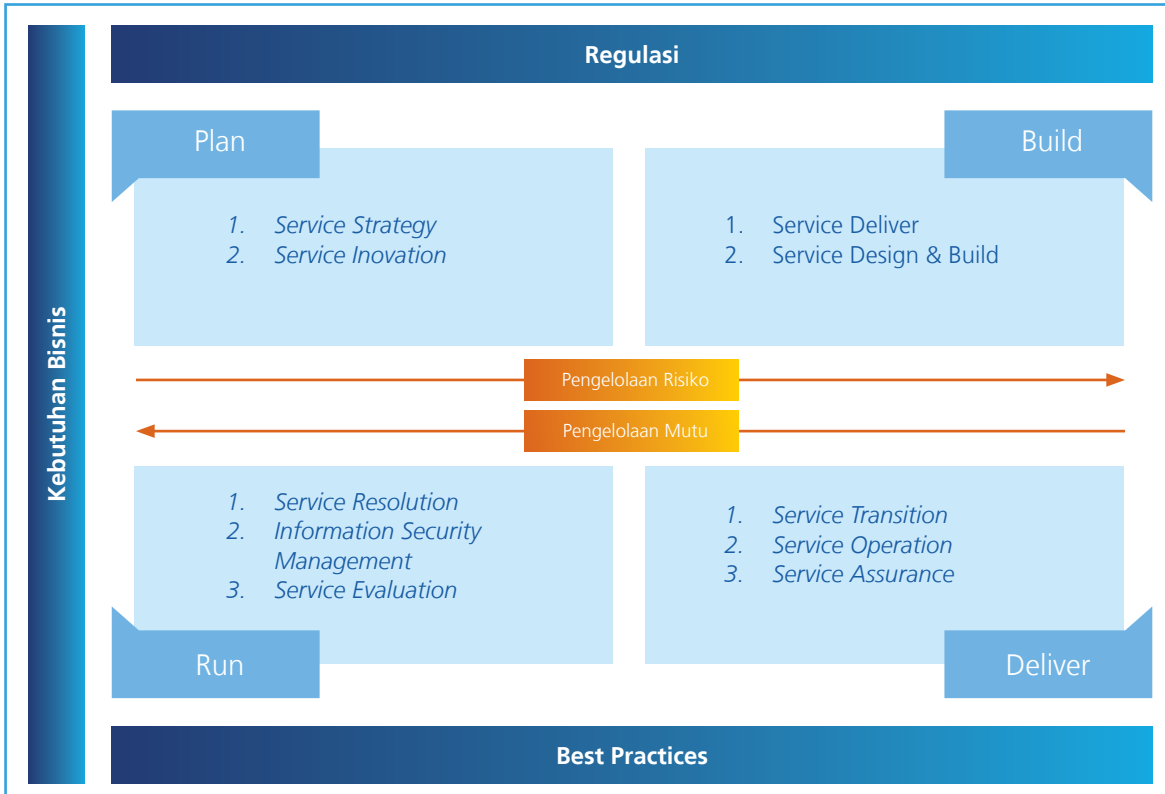 Regulasi
Kebutuhan Bisnis
Plan
1. Service Strategy
2. Service Inovation
Build
1. Service Deliver
2. Service Design & Build
Pengelolaan Risiko
Pengelolaan Mutu
1. Service Resolution
2. Information Security
Management
3. Service Evaluation
Run
1. Service Transition
2. Service Operation
3. Service Assurance
Deliver
Best Practices